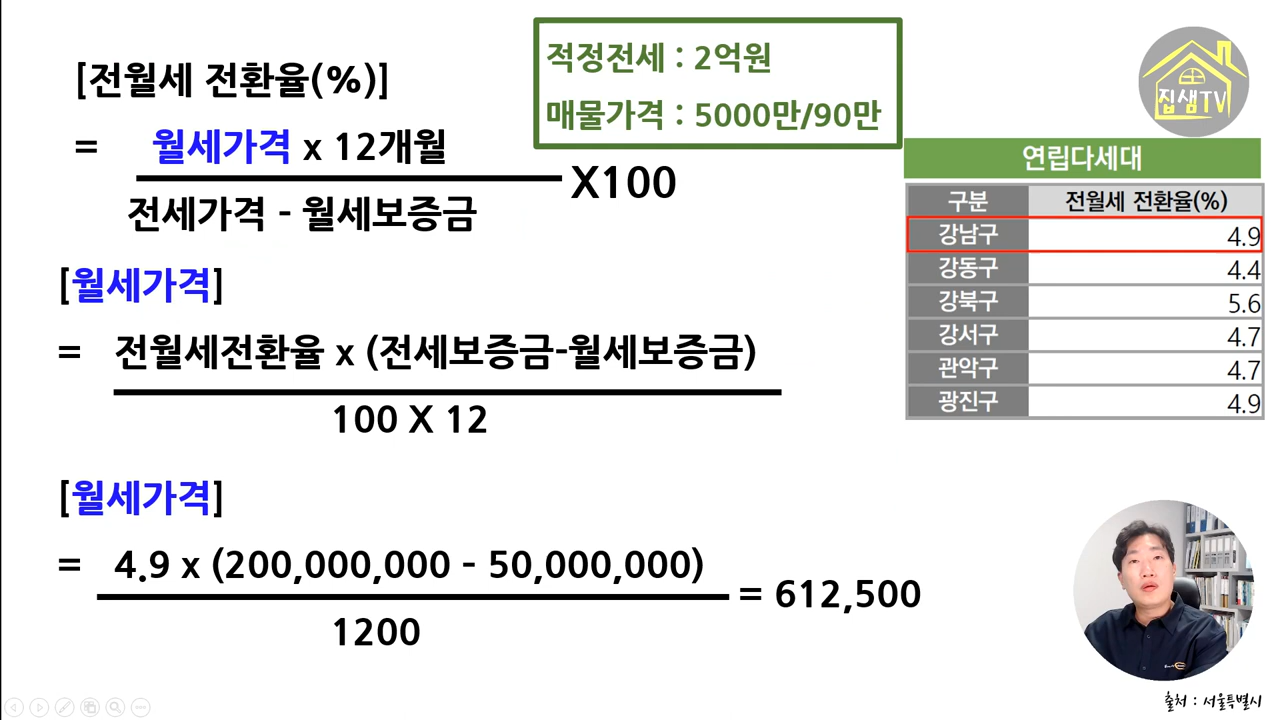 [전월세 전환율(%)]
= 월세가격 x 12개월
전세가격 - 월세보증금
X100
적정전세 : 2억원
매물가격 : 5000만/90만
집샘TV
연립다세대
구분 전월세 전환율(%)
강남구 4.9
강동구 4.4
강북구 5.6
강서구 4.7
관악구 4.7
광진구 4.9
[월세가격]
= 전월세전환율 x (전세보증금-월세보증금)
100 X 12
[월세가격]
= 4.9 x (200,000,000 - 50,000,000)
1200
= 612,500
출처 : 서울특별시